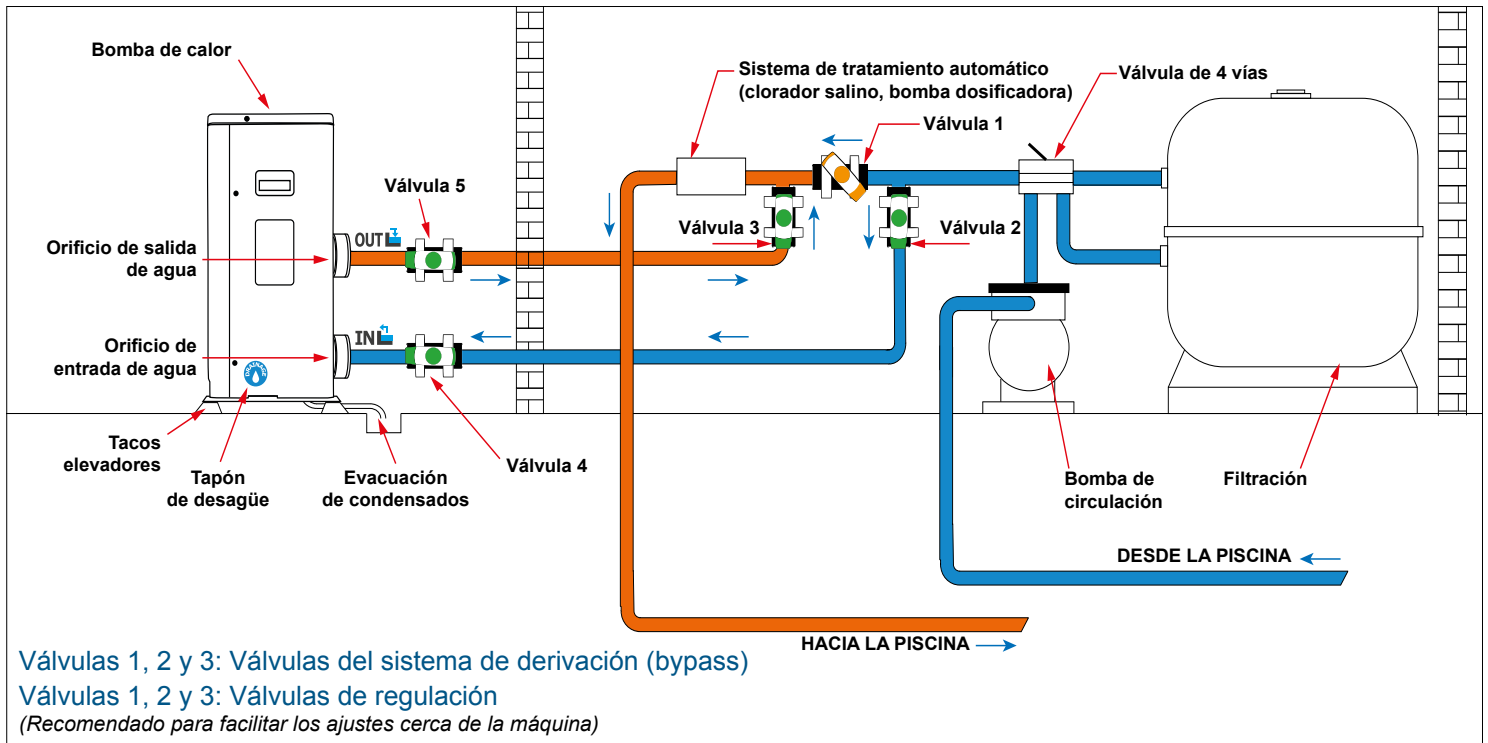 Bomba de calor
Sistema de tratamiento automático
(clorador salino, bomba dosificadora)
Válvula de 4 vías
Válvula 1
Válvula 5
Válvula 3
Válvula 2
Orificio de salida
de agua
OUT
Orificio de
entrada de agua
IN
DRAINAGE
Tacos
elevadores
Tapón
de desagüe
Evacuación
de condensados
Válvula 4
Bomba de
circulación
Filtración
DESDE LA PISCINA
HACIA LA PISCINA
Válvulas 1, 2 y 3: Válvulas del sistema de derivación (bypass)
Válvulas 1, 2 y 3: Válvulas de regulación
(Recomendado para facilitar los ajustes cerca de la máquina)